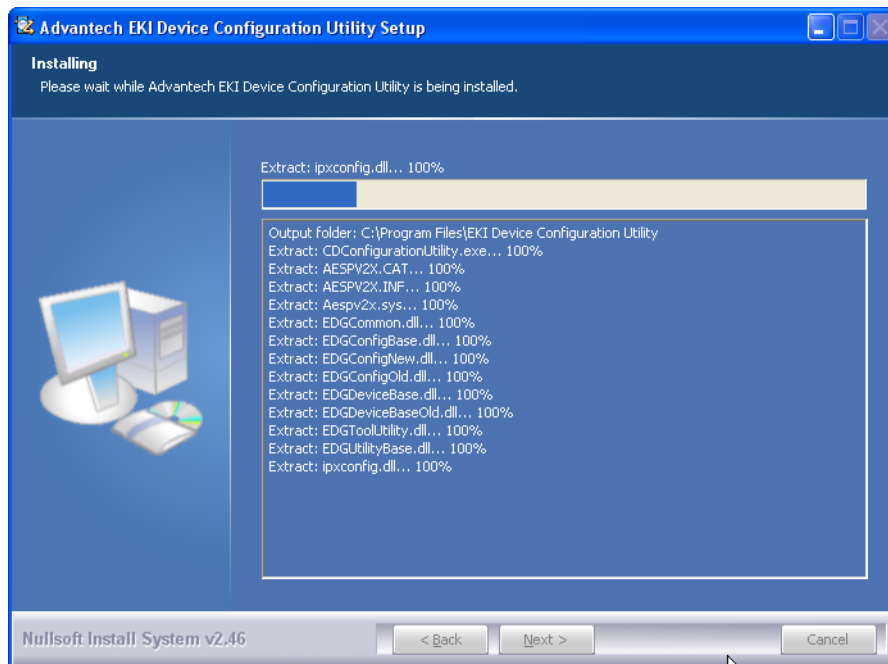 Advantech EKI Device Configuration Utility Setup
Installing
Please wait while Advantech EKI Device Configuration Utility is being installed.
Extract: ipxconfig.dll... 100%
Output folder: C:\Program Files\EKI Device Configuration Utility
Extract: CDConfigurationUtility.exe... 100%
Extract: AESPV2X.CAT... 100%
Extract: AESPV2X.INF... 100%
Extract: Aespv2x.sys... 100%
Extract: EDGCommon.dll... 100%
Extract: EDGConfigBase.dll... 100%
Extract: EDGConfigNew.dll... 100%
Extract: EDGConfigOld.dll... 100%
Extract: EDGDeviceBase.dll... 100%
Extract: EDGDeviceBaseOld.dll... 100%
Extract: EDGToolUtility.dll... 100%
Extract: EDGUtilityBase.dll... 100%
Extract: ipxconfig.dll... 100%
Nullsoft Install System v2.46
< Back
Next >
Cancel